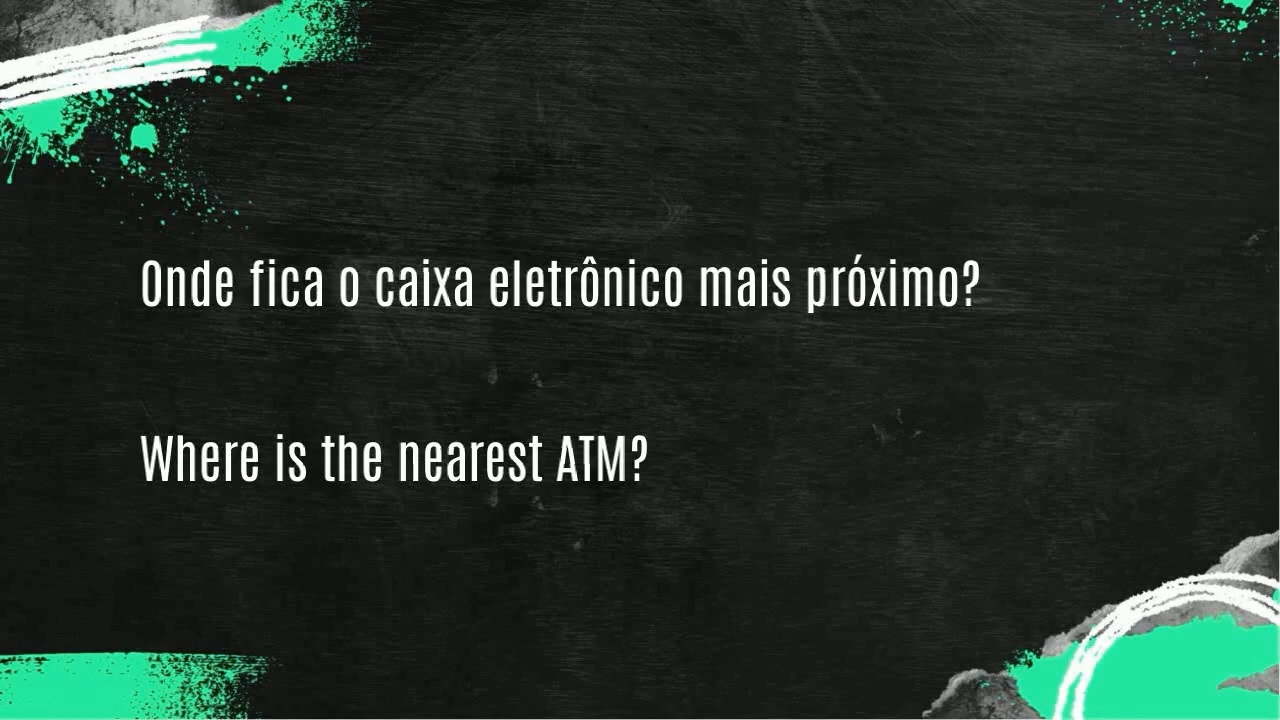 Onde fica o caixa eletrônico mais próximo?
Where is the nearest ATM?